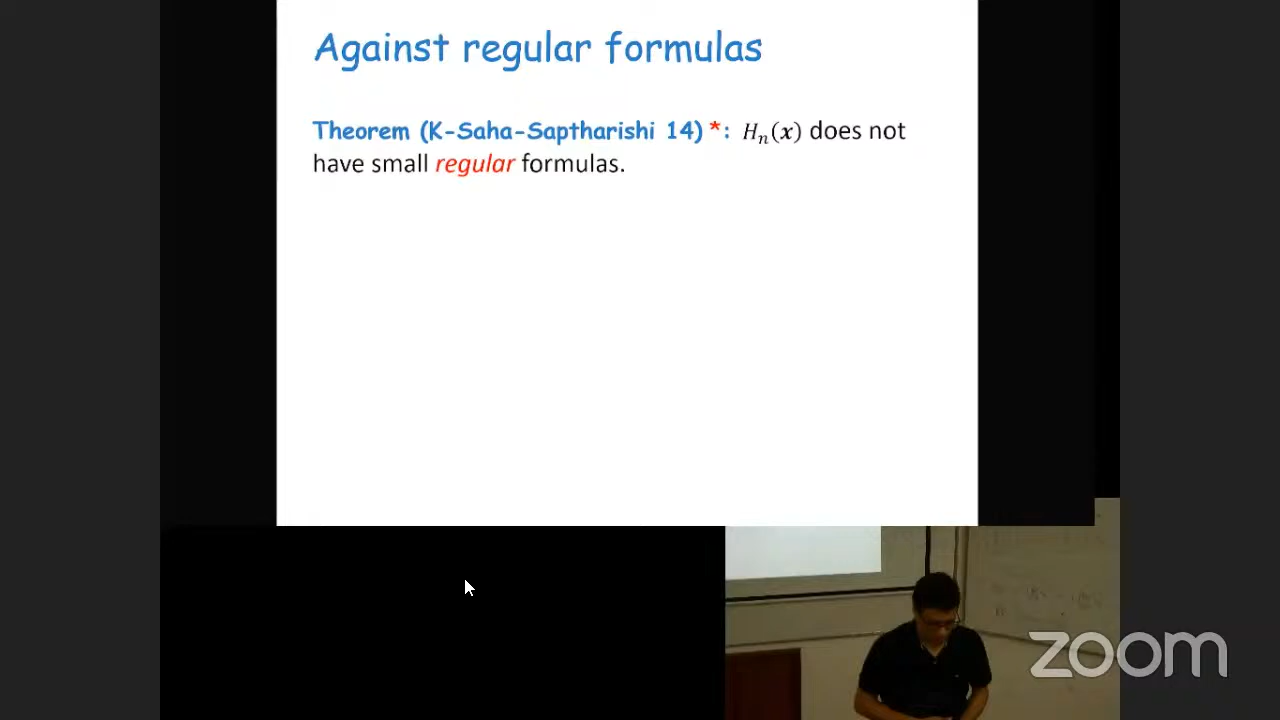 Against regular formulas
Theorem (K-Saha-Saptharishi 14) *: Hₙ(𝒙) does not
have small regular formulas.
zoom